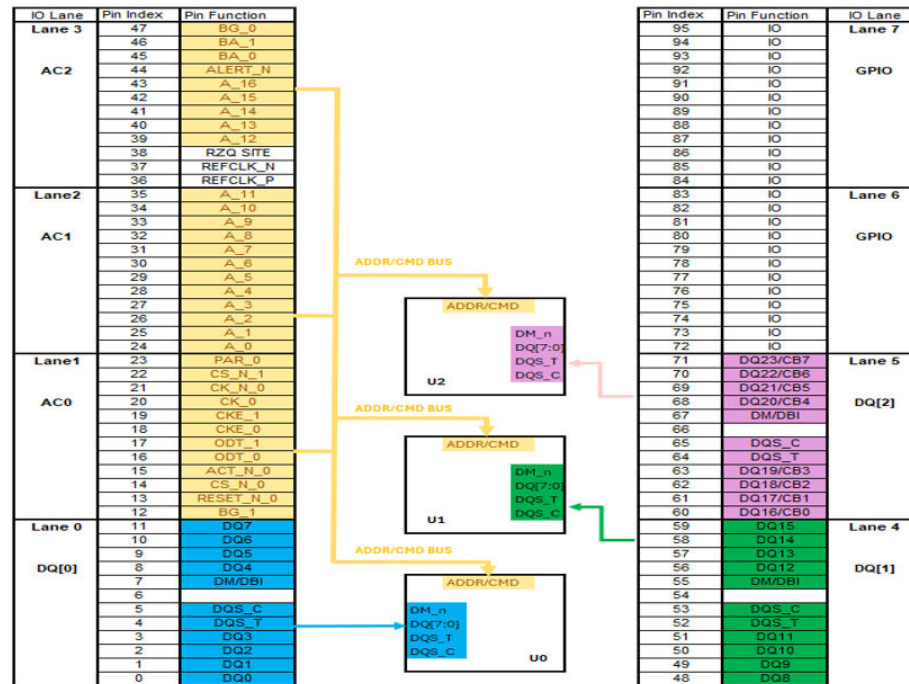 IO Lane Pin Index Pin Function
Lane 3 47 BG_0
46 BA_1
45 BA_0
AC2 44 ALERT_N
43 A_16
42 A_15
41 A_14
40 A_13
39 A_12
38 RZQ SITE
37 REFCLK_N
36 REFCLK_P
Lane2 35 A_11
34 A_10
33 A_9
AC1 32 A_8
31 A_7
30 A_6
29 A_5
28 A_4
27 A_3
26 A_2
25 A_1
24 A_0
Lane1 23 PAR_0
22 CS_N_1
21 CK_N_0
AC0 20 CK_0
19 CKE_1
18 CKE_0
17 ODT_1
16 ODT_0
15 ACT_N_0
14 CS_N_0
13 RESET_N_0
12 BG_1
Lane 0 11 DQ7
10 DQ6
9 DQ5
DQ[0] 8 DQ4
7 DM/DBI
6
5 DQS_C
4 DQS_T
3 DQ3
2 DQ2
1 DQ1
0 DQ0
ADDR/CMD BUS
ADDR/CMD
DM_n
DQ[7:0]
DQS_T
DQS_C
U2
ADDR/CMD BUS
ADDR/CMD
DM_n
DQ[7:0]
DQS_T
DQS_C
U1
ADDR/CMD BUS
ADDR/CMD
DM_n
DQ[7:0]
DQS_T
DQS_C
U0
Pin Index Pin Function IO Lane
95 IO Lane 7
94 IO
93 IO
92 IO GPIO
91 IO
90 IO
89 IO
88 IO
87 IO
86 IO
85 IO
84 IO
83 IO Lane 6
82 IO
81 IO
80 IO GPIO
79 IO
78 IO
77 IO
76 IO
75 IO
74 IO
73 IO
72 IO
71 DQ23/CB7 Lane 5
70 DQ22/CB6
69 DQ21/CB5
68 DQ20/CB4 DQ[2]
67 DM/DBI
66
65 DQS_C
64 DQS_T
63 DQ19/CB3
62 DQ18/CB2
61 DQ17/CB1
60 DQ16/CB0
59 DQ15 Lane 4
58 DQ14
57 DQ13
56 DQ12 DQ[1]
55 DM/DBI
54
53 DQS_C
52 DQS_T
51 DQ11
50 DQ10
49 DQ9
48 DQ8